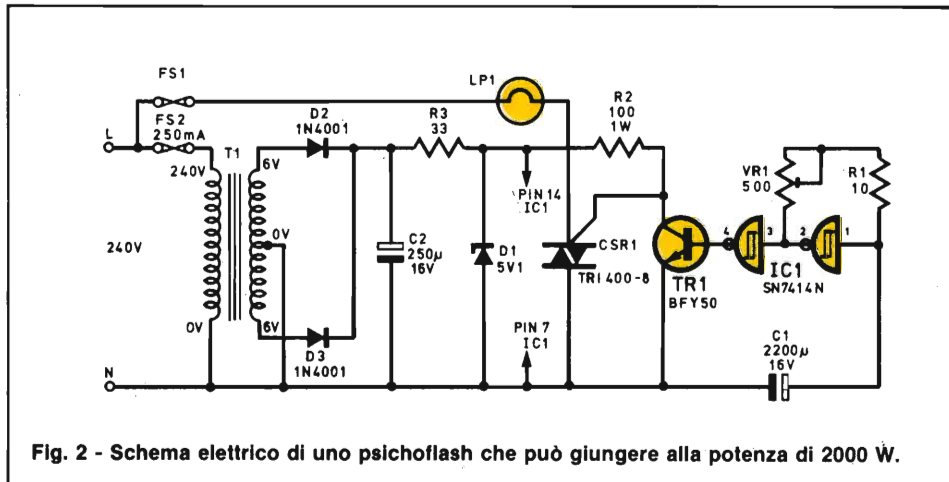 FS1
LP1
FS2
250mA
L
240V
T1
6V
D2
1N4001
R3
33
R2
100
1W
VR1
500
R1
10
PIN 14
IC1
0V
240V
C2
250µ
16V
D1
5V1
CSR1
TRI 400-8
TR1
BFY50
4
3
2
1
IC1
SN7414N
0V
6V
D3
1N4001
PIN 7
IC1
C1
2200µ
16V
N
Fig. 2 - Schema elettrico di uno psichoflash che può giungere alla potenza di 2000 W.